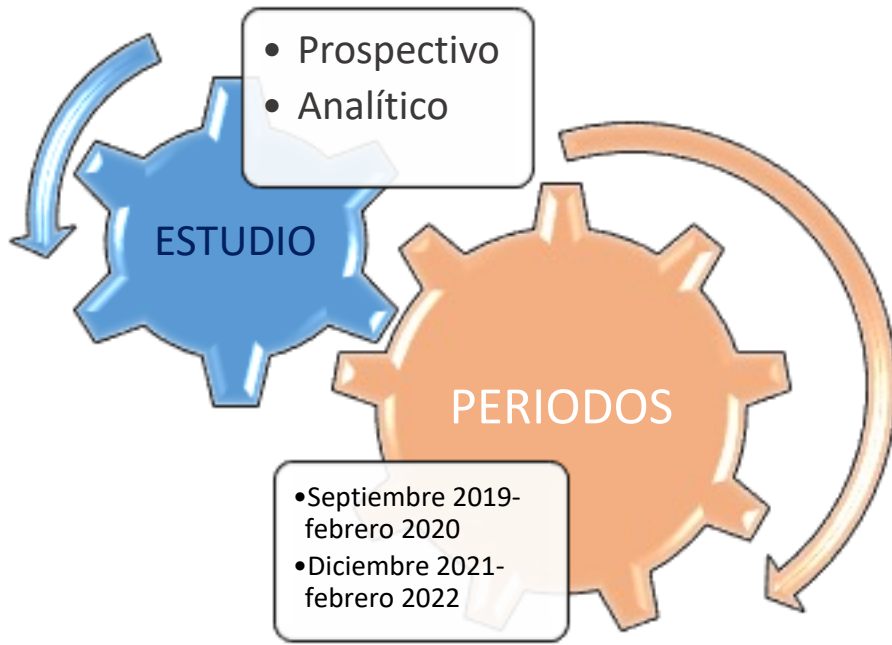 • Prospectivo
• Analítico
ESTUDIO
PERIODOS
•Septiembre 2019-
febrero 2020
•Diciembre 2021-
febrero 2022